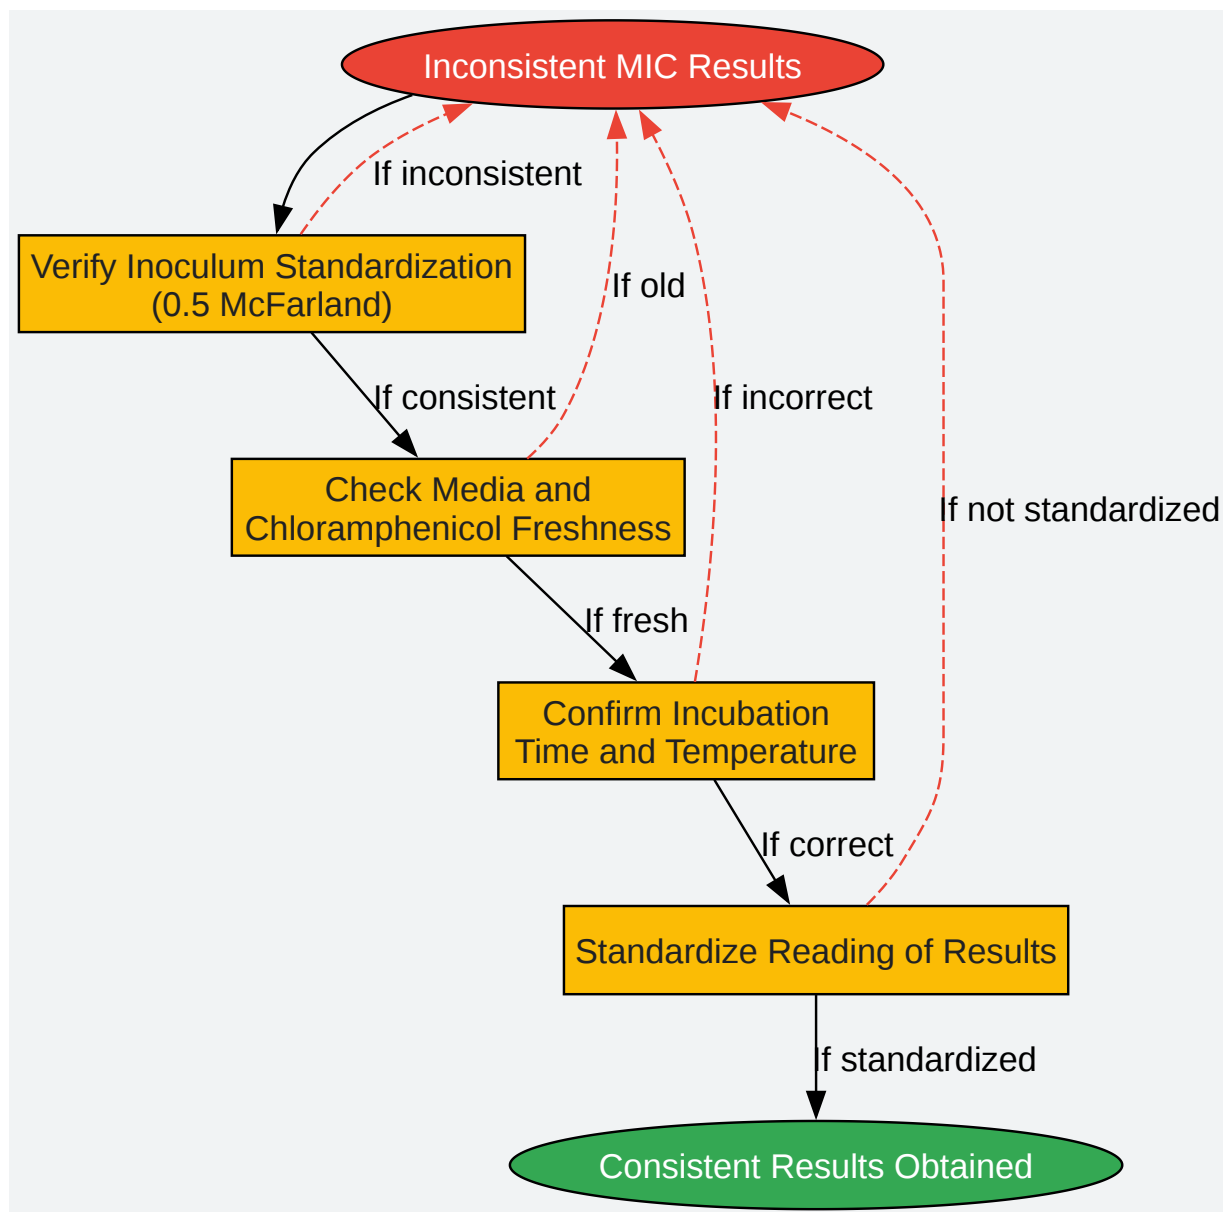 Inconsistent MIC Results
If inconsistent
Verify Inoculum Standardization
(0.5 McFarland)
If old
If consistent
If incorrect
Check Media and
Chloramphenicol Freshness
If not standardized
If fresh
Confirm Incubation
Time and Temperature
If correct
Standardize Reading of Results
If standardized
Consistent Results Obtained